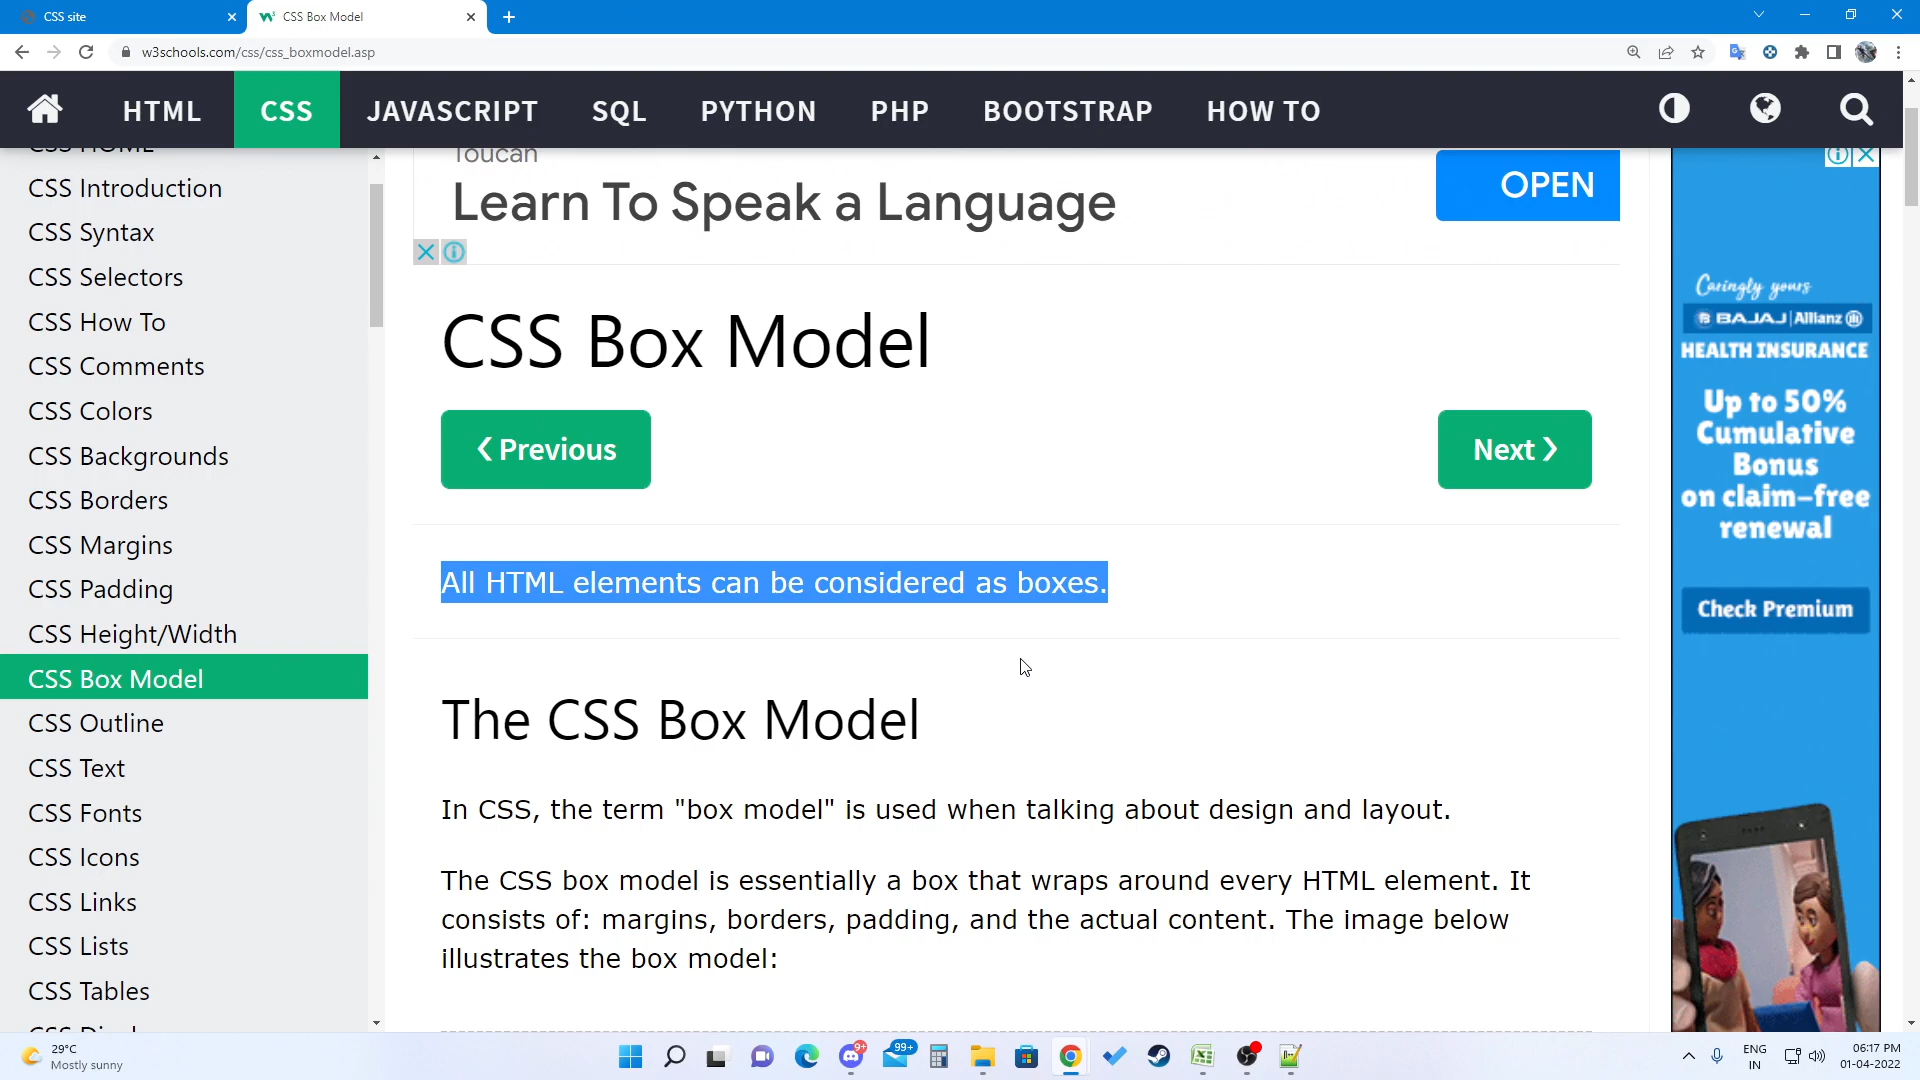 CSS site
CSS Box Model
w3schools.com/css/css_boxmodel.asp
HTML CSS JAVASCRIPT SQL PYTHON PHP BOOTSTRAP HOW TO
CSS HOME
CSS Introduction
CSS Syntax
CSS Selectors
CSS How To
CSS Comments
CSS Colors
CSS Backgrounds
CSS Borders
CSS Margins
CSS Padding
CSS Height/Width
CSS Box Model
CSS Outline
CSS Text
CSS Fonts
CSS Icons
CSS Links
CSS Lists
CSS Tables
Toucan
Learn To Speak a Language
OPEN
CSS Box Model
❮ Previous
Next ❯
All HTML elements can be considered as boxes.
The CSS Box Model
In CSS, the term "box model" is used when talking about design and layout.
The CSS box model is essentially a box that wraps around every HTML element. It
consists of: margins, borders, padding, and the actual content. The image below
illustrates the box model:
Caringly yours
BAJAJ | Allianz
HEALTH INSURANCE
Up to 50%
Cumulative
Bonus
on claim-free
renewal
Check Premium
29°C
Mostly sunny
9+
99+
ENG
IN
06:17 PM
01-04-2022